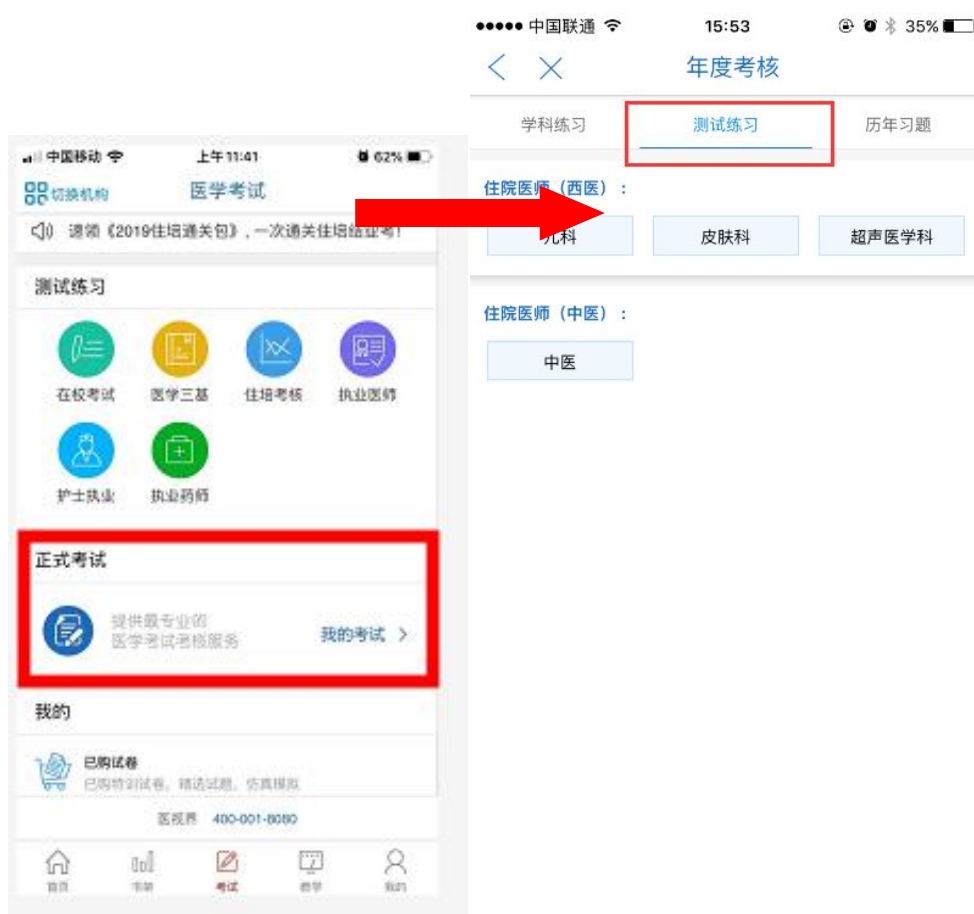 中国移动 上午11:41 62%
切换机构 医学考试
速领《2019住培通关包》,一次通关住培结业考!
测试练习
在校考试 医学三基 住培考核 执业医师
护士执业 执业药师
正式考试
提供最专业的
医学考试考核服务
我的考试 >
我的
已购试卷
已购特训试卷,精选试题,仿真模拟
医视界 400-001-8080
首页 书架 考试 教学 我的
中国联通 15:53 35%
年度考核
学科练习 测试练习 历年习题
住院医师(西医):
儿科 皮肤科 超声医学科
住院医师(中医):
中医